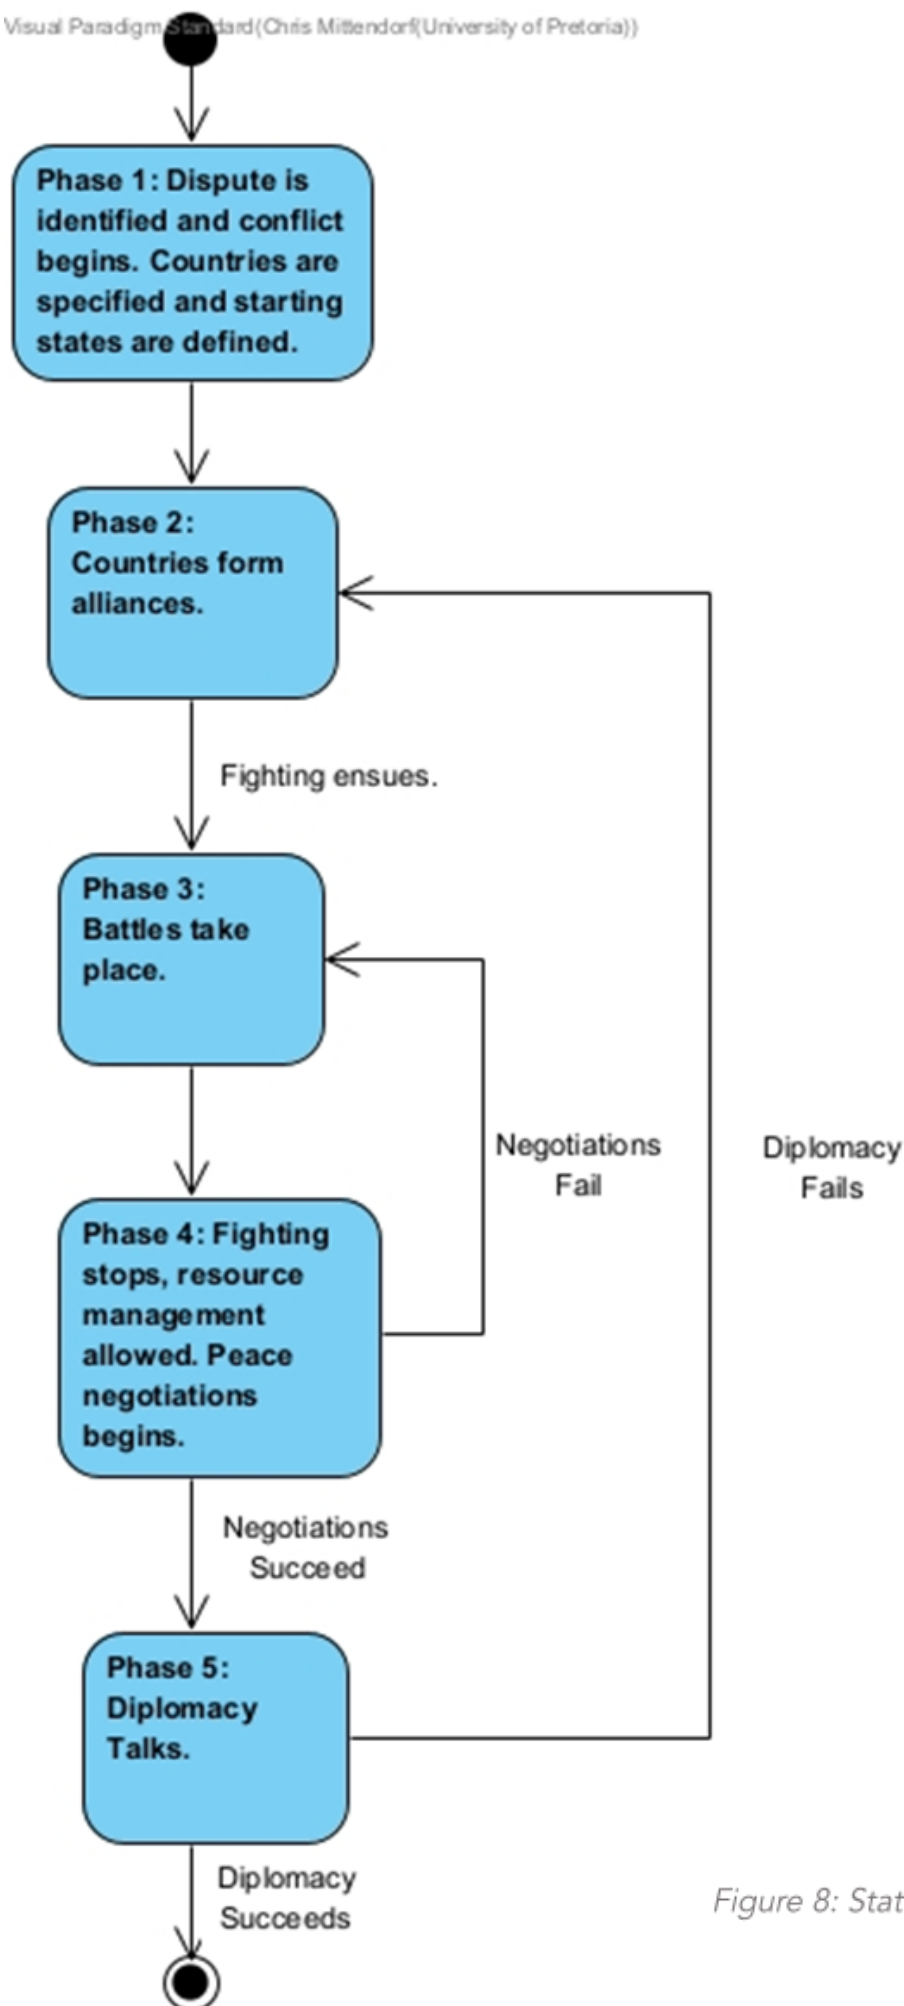 Visual Paradigm Standard(Chris Mittendorf(University of Pretoria))
Phase 1: Dispute is
identified and conflict
begins. Countries are
specified and starting
states are defined.
Phase 2:
Countries form
alliances.
Fighting ensues.
Phase 3:
Battles take
place.
Negotiations
Fail
Diplomacy
Fails
Phase 4: Fighting
stops, resource
management
allowed. Peace
negotiations
begins.
Negotiations
Succeed
Phase 5:
Diplomacy
Talks.
Diplomacy
Succeeds
Figure 8: Stat